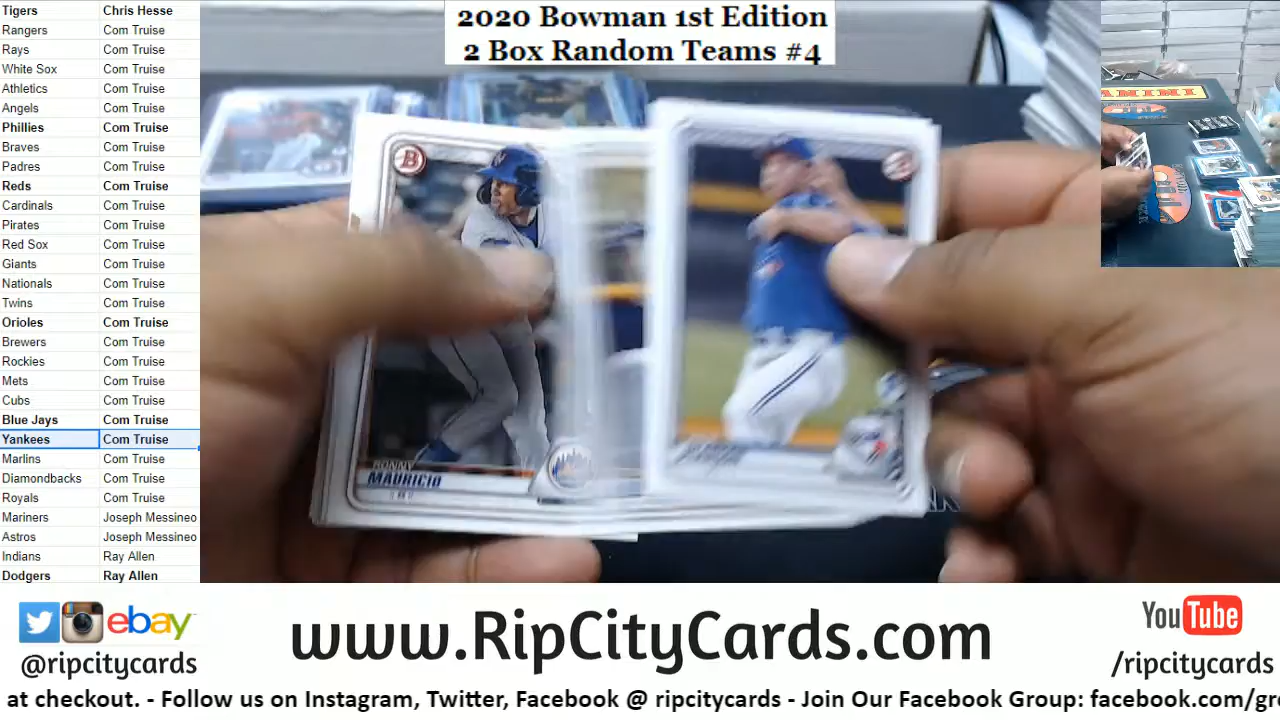 2020 Bowman 1st Edition
2 Box Random Teams #4
Tigers Chris Hesse
Rangers Com Truise
Rays Com Truise
White Sox Com Truise
Athletics Com Truise
Angels Com Truise
Phillies Com Truise
Braves Com Truise
Padres Com Truise
Reds Com Truise
Cardinals Com Truise
Pirates Com Truise
Red Sox Com Truise
Giants Com Truise
Nationals Com Truise
Twins Com Truise
Orioles Com Truise
Brewers Com Truise
Rockies Com Truise
Mets Com Truise
Cubs Com Truise
Blue Jays Com Truise
Yankees Com Truise
Marlins Com Truise
Diamondbacks Com Truise
Royals Com Truise
Mariners Joseph Messineo
Astros Joseph Messineo
Indians Ray Allen
Dodgers Ray Allen
B
RONNY
MAURICIO
ebay
@ripcitycards
www.RipCityCards.com
YouTube
/ripcitycards
at checkout. - Follow us on Instagram, Twitter, Facebook @ ripcitycards - Join Our Facebook Group: facebook.com/gr